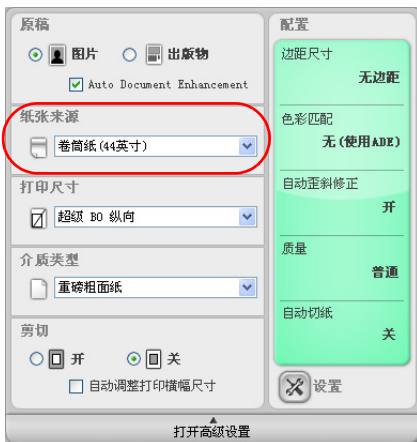 原稿
图片 出版物
Auto Document Enhancement
纸张来源
卷筒纸(44英寸)
打印尺寸
超级 B0 纵向
介质类型
重磅粗面纸
剪切
开 关
自动调整打印横幅尺寸
配置
边距尺寸
无边距
色彩匹配
无(使用ADE)
自动歪斜修正
开
质量
普通
自动切纸
关
设置
打开高级设置